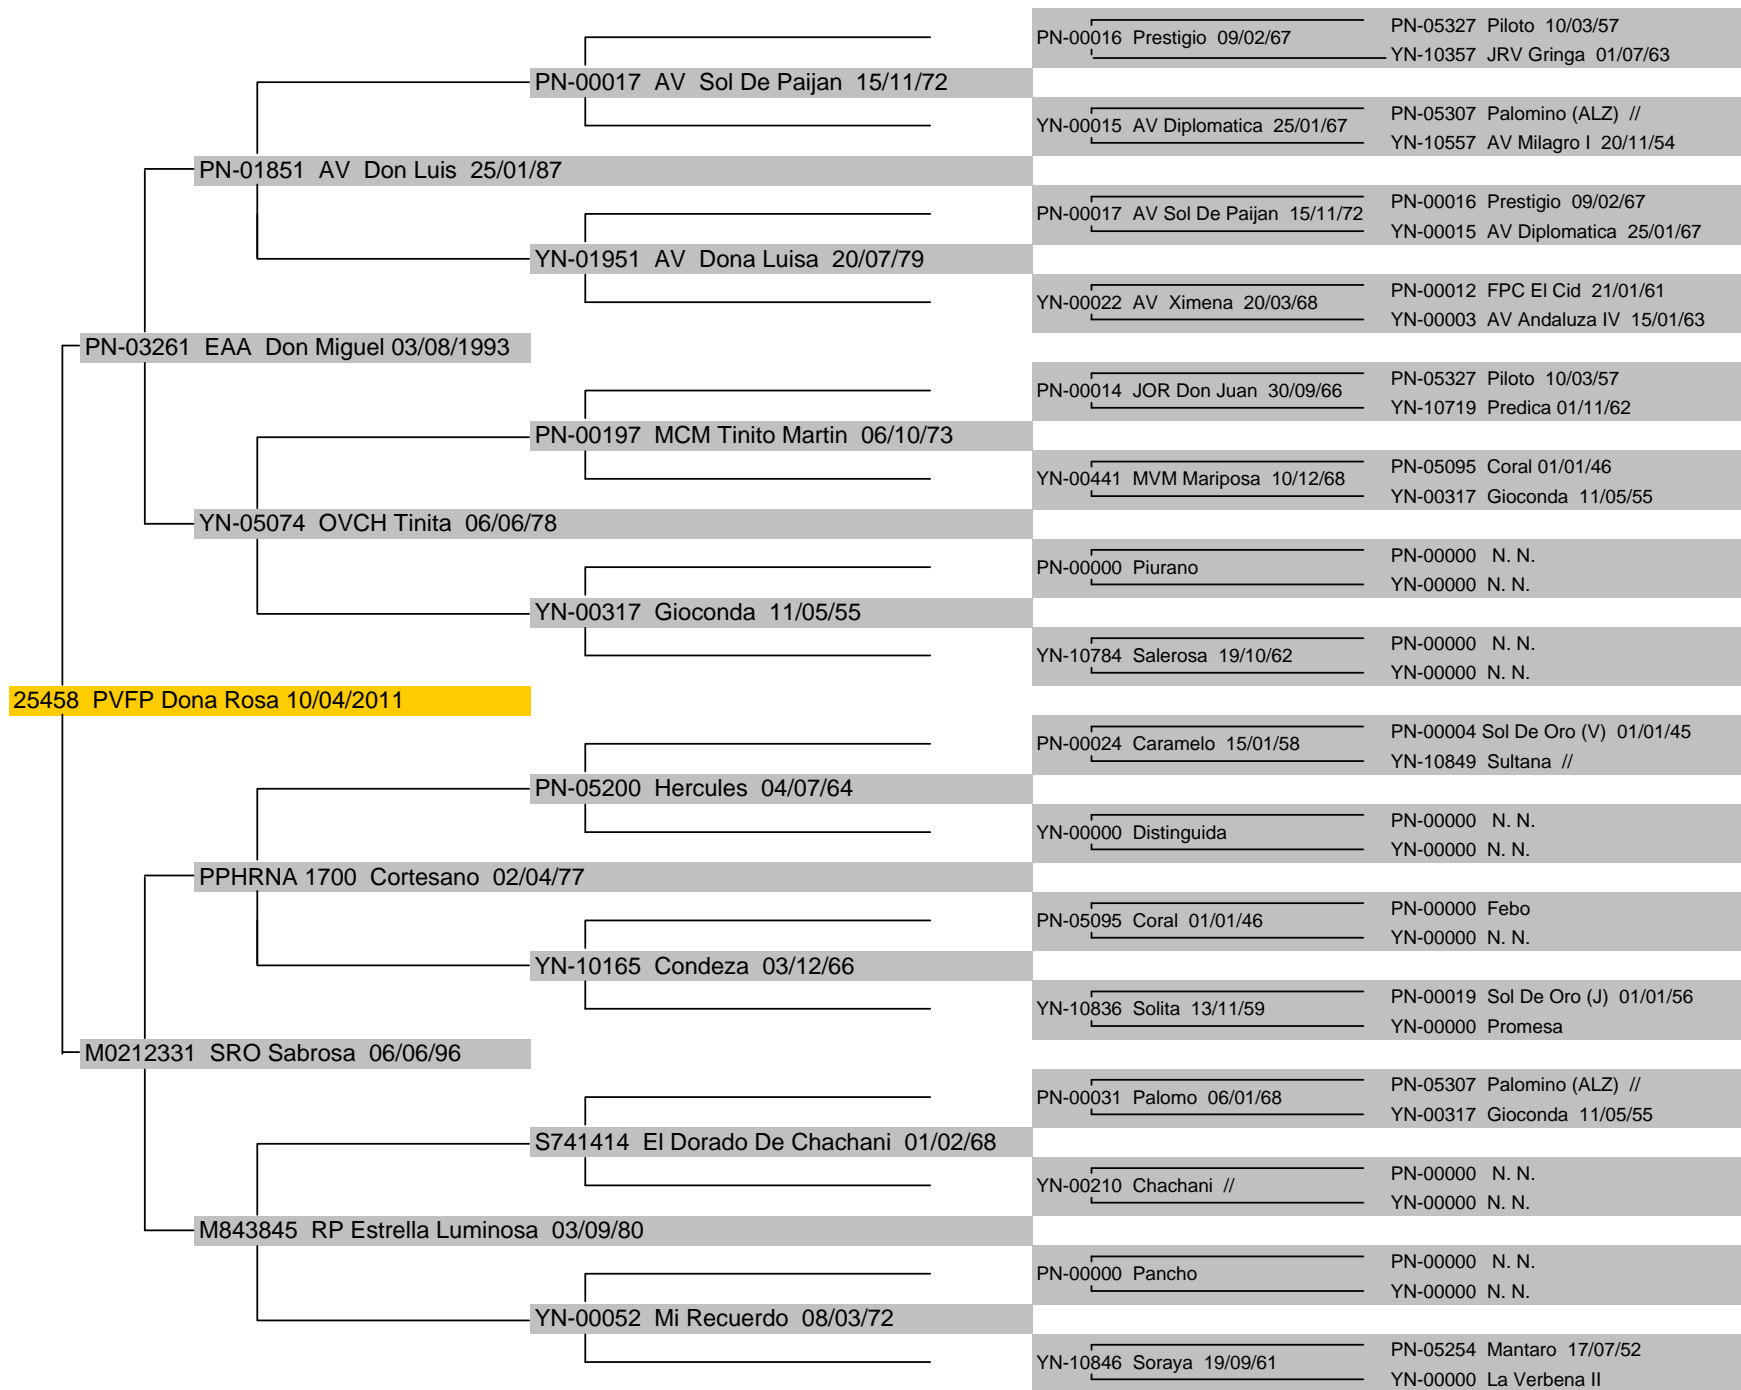 PN-00016 Prestigio 09/02/67
PN-05327 Piloto 10/03/57
YN-10357 JRV Gringa 01/07/63
PN-00017 AV Sol De Paijan 15/11/72
YN-00015 AV Diplomatica 25/01/67
PN-05307 Palomino (ALZ) //
YN-10557 AV Milagro I 20/11/54
PN-01851 AV Don Luis 25/01/87
PN-00017 AV Sol De Paijan 15/11/72
PN-00016 Prestigio 09/02/67
YN-00015 AV Diplomatica 25/01/67
YN-01951 AV Dona Luisa 20/07/79
YN-00022 AV Ximena 20/03/68
PN-00012 FPC El Cid 21/01/61
YN-00003 AV Andaluza IV 15/01/63
PN-03261 EAA Don Miguel 03/08/1993
PN-00014 JOR Don Juan 30/09/66
PN-05327 Piloto 10/03/57
YN-10719 Predica 01/11/62
PN-00197 MCM Tinito Martin 06/10/73
YN-00441 MVM Mariposa 10/12/68
PN-05095 Coral 01/01/46
YN-00317 Gioconda 11/05/55
YN-05074 OVCH Tinita 06/06/78
PN-00000 Piurano
PN-00000 N. N.
YN-00000 N. N.
YN-00317 Gioconda 11/05/55
YN-10784 Salerosa 19/10/62
PN-00000 N. N.
YN-00000 N. N.
25458 PVFP Dona Rosa 10/04/2011
PN-00024 Caramelo 15/01/58
PN-00004 Sol De Oro (V) 01/01/45
YN-10849 Sultana //
PN-05200 Hercules 04/07/64
YN-00000 Distinguida
PN-00000 N. N.
YN-00000 N. N.
PPHRNA 1700 Cortesano 02/04/77
PN-05095 Coral 01/01/46
PN-00000 Febo
YN-00000 N. N.
YN-10165 Condeza 03/12/66
YN-10836 Solita 13/11/59
PN-00019 Sol De Oro (J) 01/01/56
YN-00000 Promesa
M0212331 SRO Sabrosa 06/06/96
PN-00031 Palomo 06/01/68
PN-05307 Palomino (ALZ) //
YN-00317 Gioconda 11/05/55
S741414 El Dorado De Chachani 01/02/68
YN-00210 Chachani //
PN-00000 N. N.
YN-00000 N. N.
M843845 RP Estrella Luminosa 03/09/80
PN-00000 Pancho
PN-00000 N. N.
YN-00000 N. N.
YN-00052 Mi Recuerdo 08/03/72
YN-10846 Soraya 19/09/61
PN-05254 Mantaro 17/07/52
YN-00000 La Verbena II